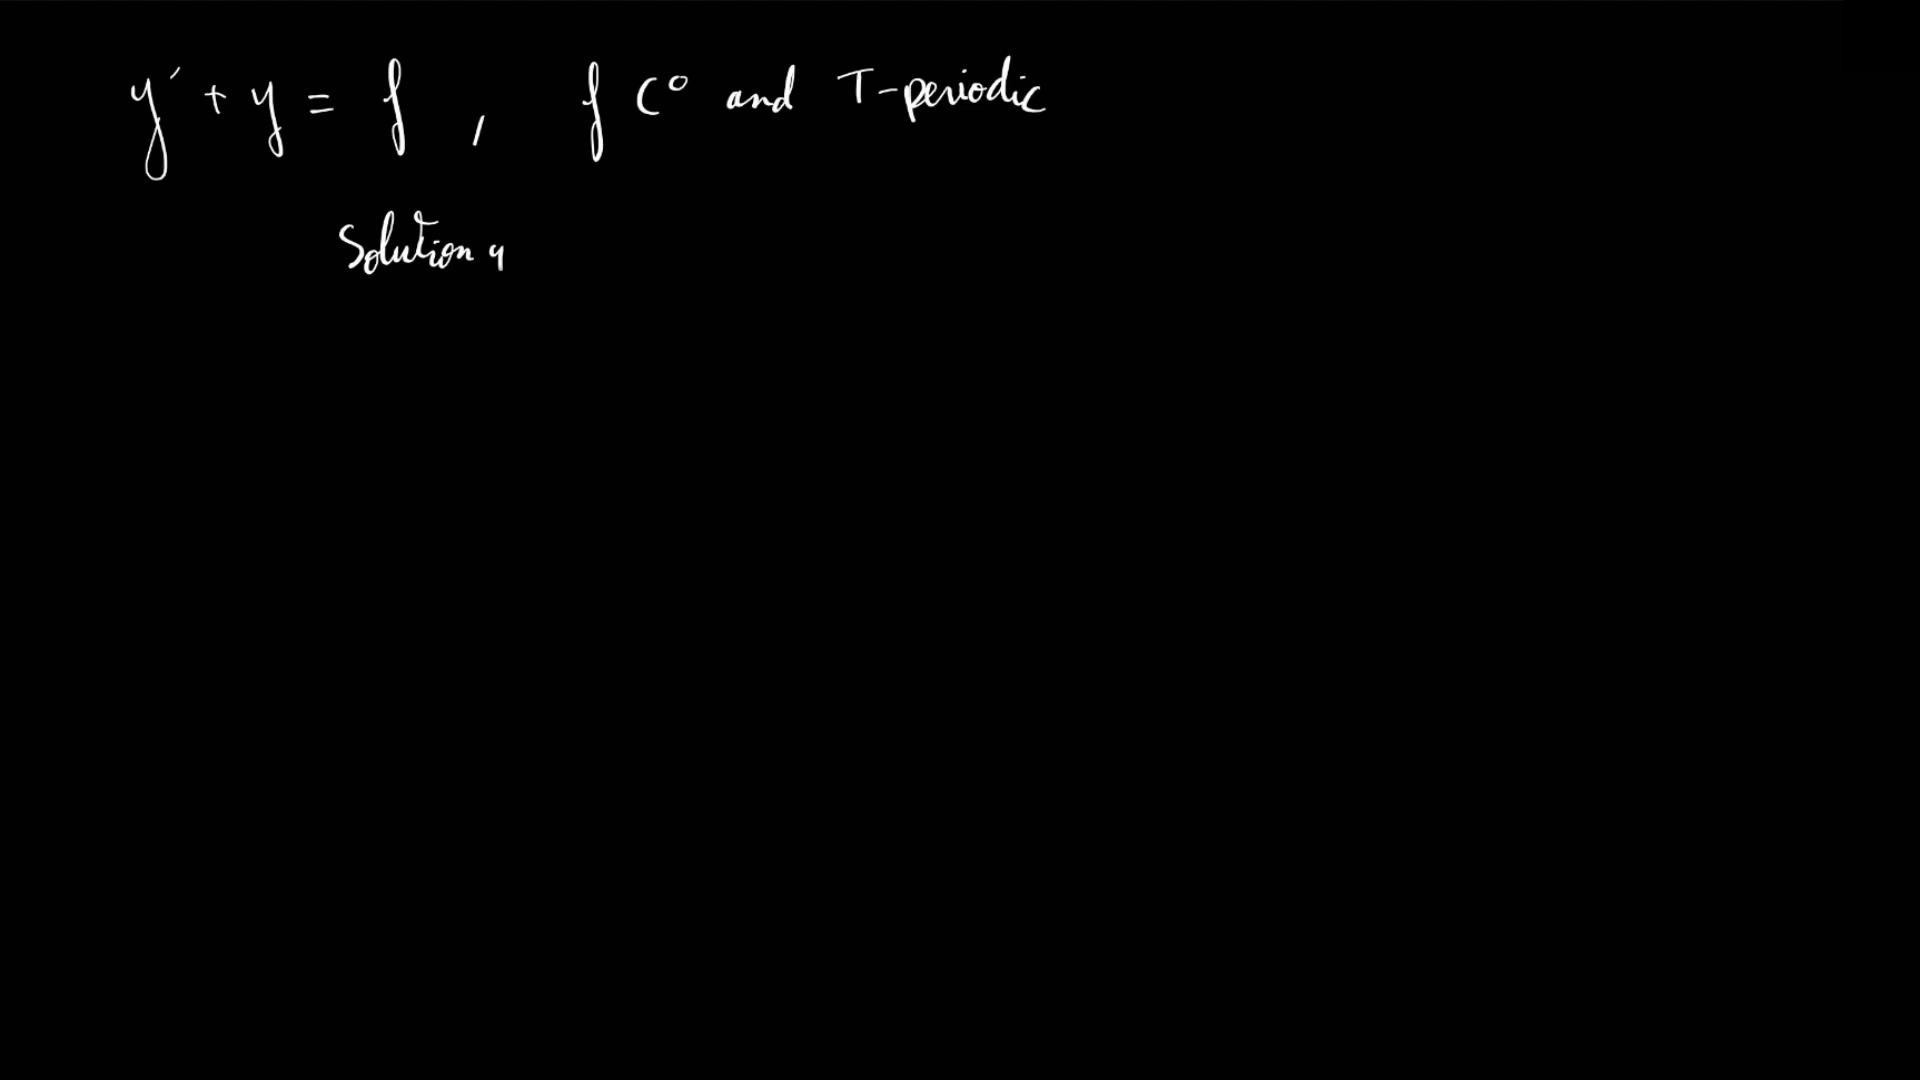 y' + y = f , f C⁰ and T-periodic
Solution y